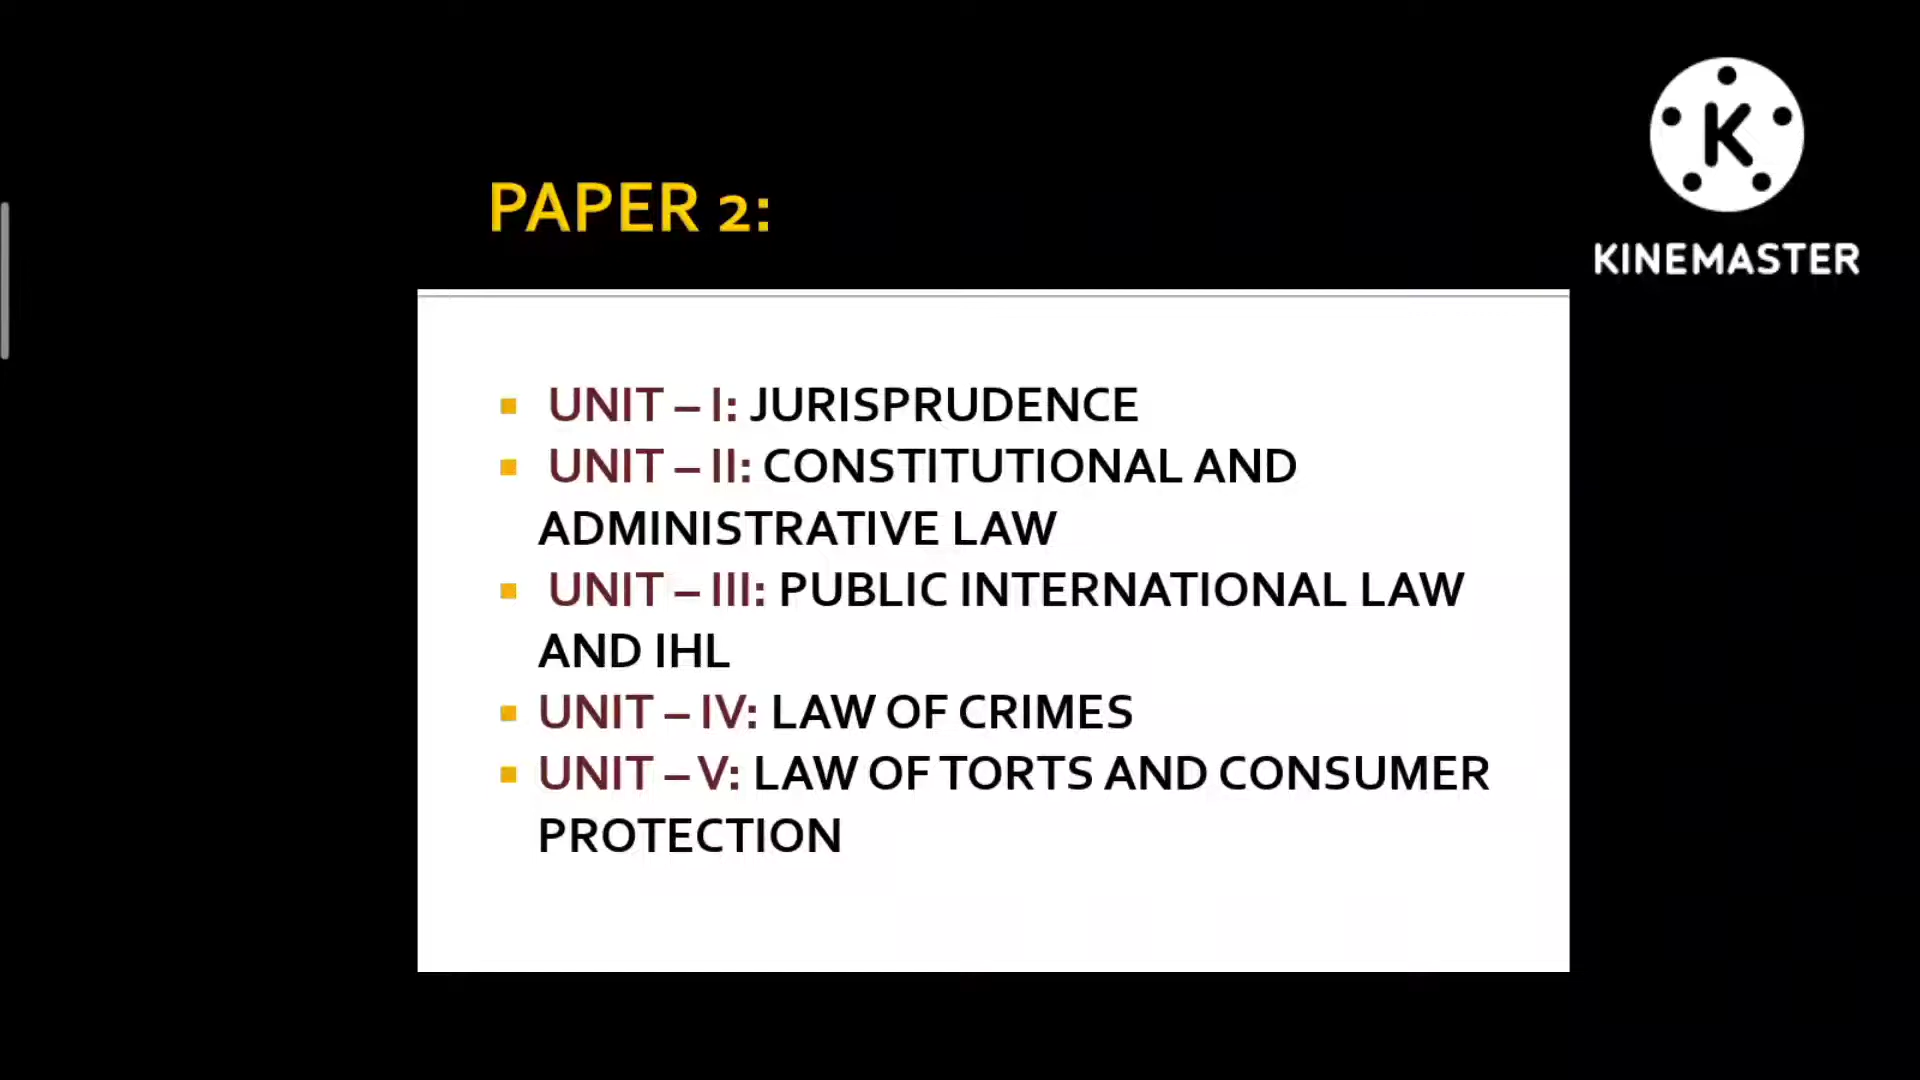 K
KINEMASTER
PAPER 2:
UNIT – I: JURISPRUDENCE
UNIT – II: CONSTITUTIONAL AND
ADMINISTRATIVE LAW
UNIT – III: PUBLIC INTERNATIONAL LAW
AND IHL
UNIT – IV: LAW OF CRIMES
UNIT – V: LAW OF TORTS AND CONSUMER
PROTECTION